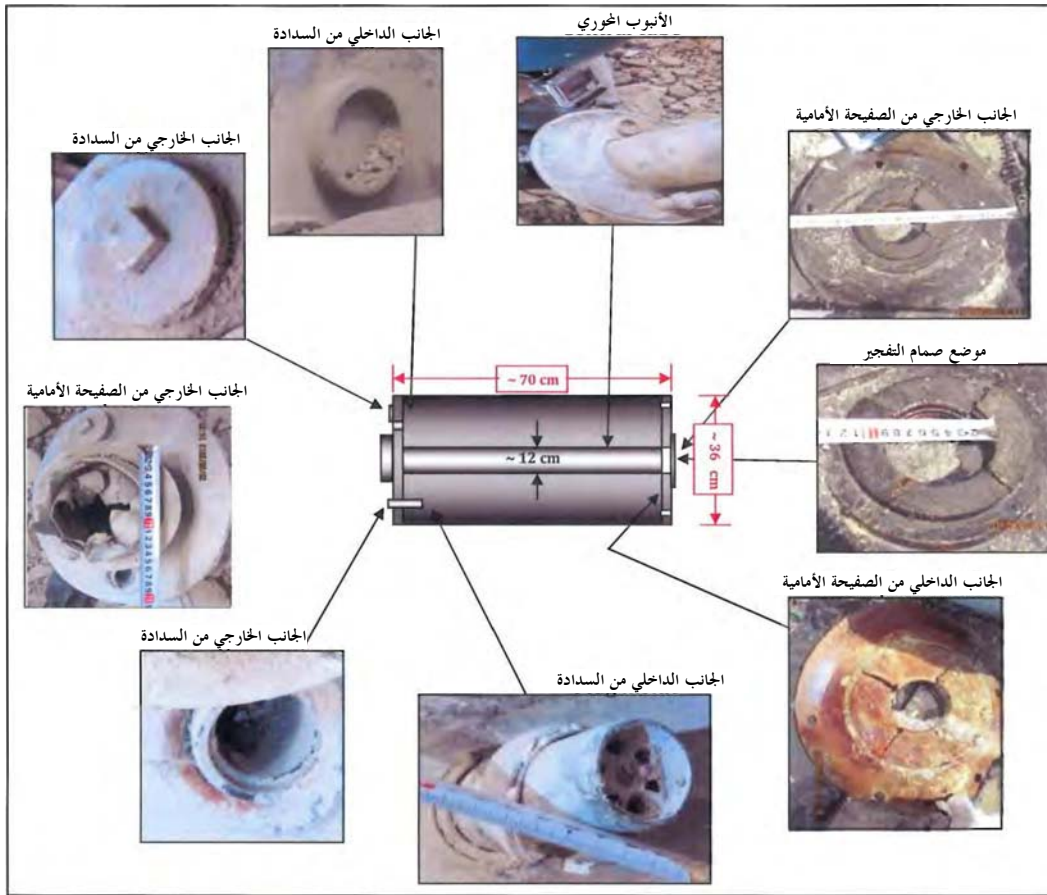 الأنبوب المحوري
الجانب الداخلي من السدادة
الجانب الخارجي من الصفيحة الأمامية
الجانب الخارجي من السدادة
موضع صمام التفجير
~ 70 cm
الجانب الخارجي من الصفيحة الأمامية
~ 12 cm
~ 36 cm
الجانب الداخلي من الصفيحة الأمامية
الجانب الخارجي من السدادة
الجانب الداخلي من السدادة